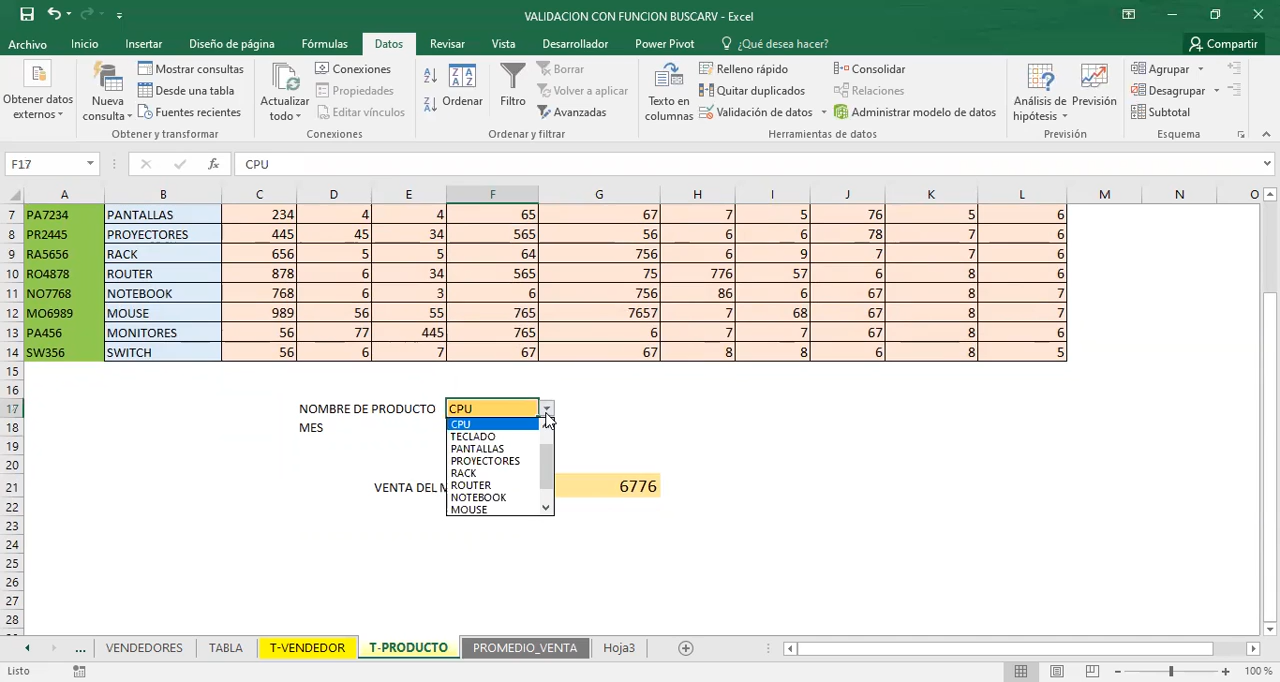 VALIDACION CON FUNCION BUSCARV - Excel
Archivo Inicio Insertar Diseño de página Fórmulas Datos Revisar Vista Desarrollador Power Pivot ¿Qué desea hacer? Compartir
Obtener datos externos
Nueva consulta
Mostrar consultas
Desde una tabla
Fuentes recientes
Obtener y transformar
Actualizar todo
Conexiones
Propiedades
Editar vínculos
Conexiones
Ordenar
Filtro
Borrar
Volver a aplicar
Avanzadas
Ordenar y filtrar
Texto en columnas
Relleno rápido
Quitar duplicados
Validación de datos
Consolidar
Relaciones
Administrar modelo de datos
Herramientas de datos
Análisis de hipótesis
Previsión
Previsión
Agrupar
Desagrupar
Subtotal
Esquema
F17 fx CPU
A B C D E F G H I J K L M N O
7 PA7234 PANTALLAS 234 4 4 65 67 7 5 76 5 6
8 PR2445 PROYECTORES 445 45 34 565 56 6 6 78 7 6
9 RA5656 RACK 656 5 5 64 756 6 9 7 7 6
10 RO4878 ROUTER 878 6 34 565 75 776 57 6 8 6
11 NO7768 NOTEBOOK 768 6 3 6 756 86 6 67 8 7
12 MO6989 MOUSE 989 56 55 765 7657 7 68 67 8 7
13 PA456 MONITORES 56 77 445 765 6 7 7 67 8 6
14 SW356 SWITCH 56 6 7 67 67 8 8 6 8 5
15
16
17 NOMBRE DE PRODUCTO CPU
18 MES
CPU
TECLADO
PANTALLAS
PROYECTORES
RACK
ROUTER
NOTEBOOK
MOUSE
19
20
21 VENTA DEL M 6776
22
23
24
25
26
27
28
... VENDEDORES TABLA T-VENDEDOR T-PRODUCTO PROMEDIO_VENTA Hoja3
Listo 100 %